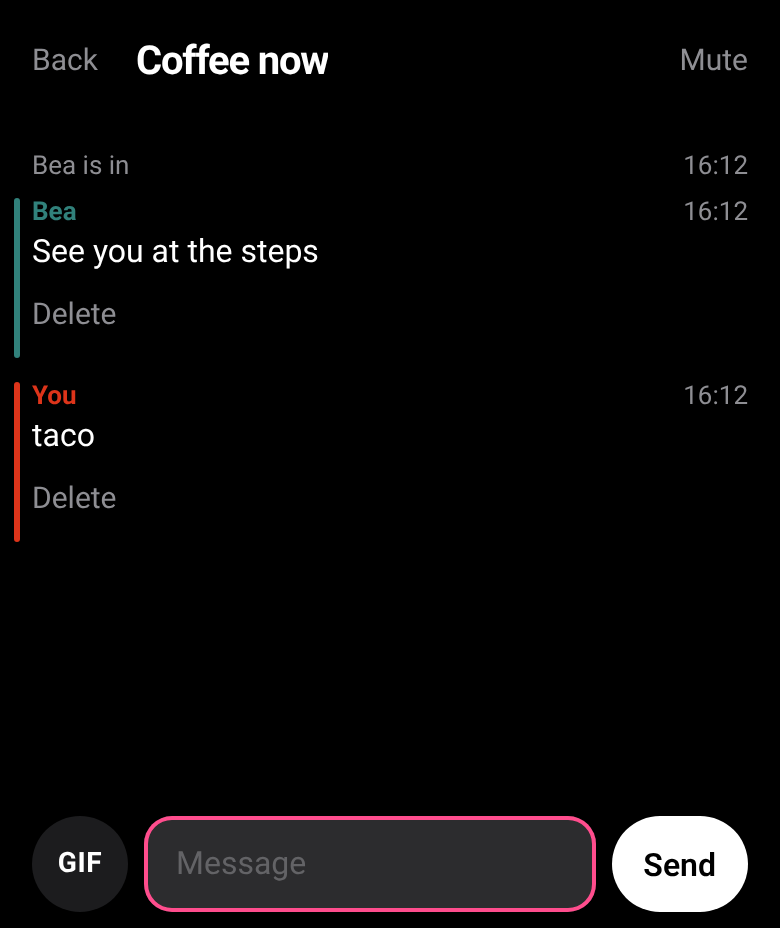 Back Coffee now Mute
Bea is in 16:12
Bea 16:12
See you at the steps
Delete
You 16:12
taco
Delete
GIF Message Send